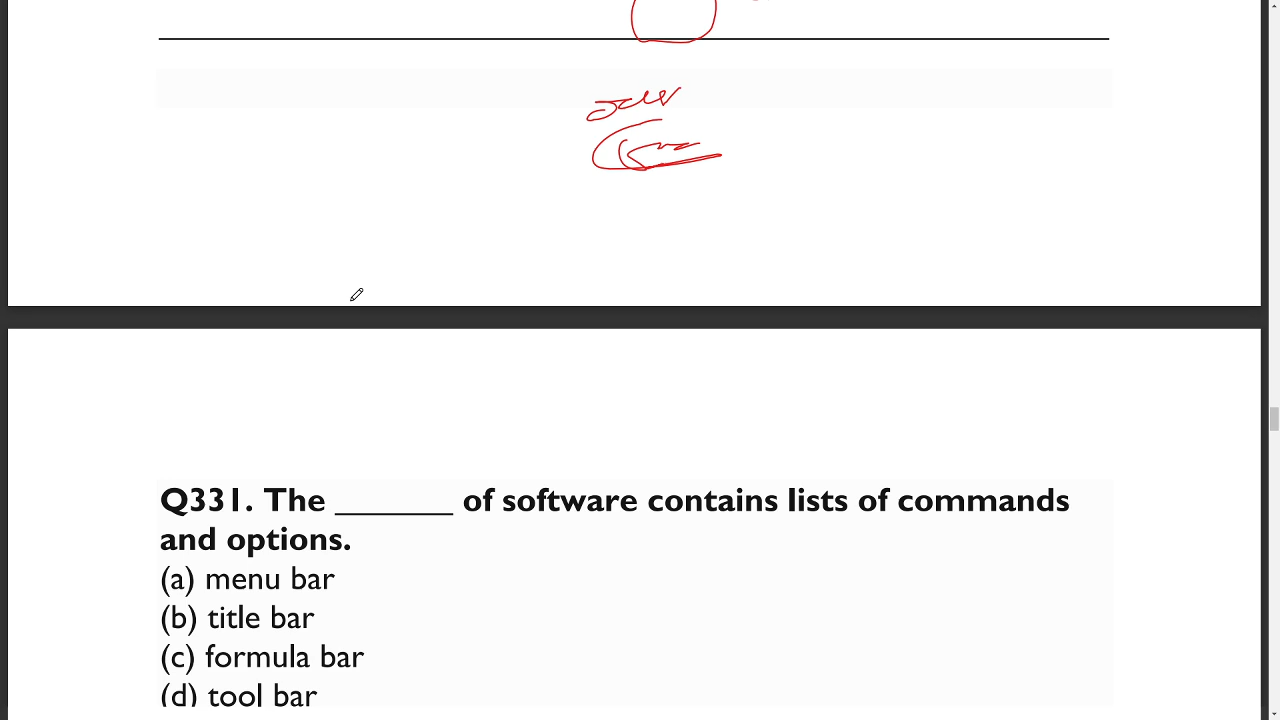 Q331. The _______ of software contains lists of commands
and options.
(a) menu bar
(b) title bar
(c) formula bar
(d) tool bar